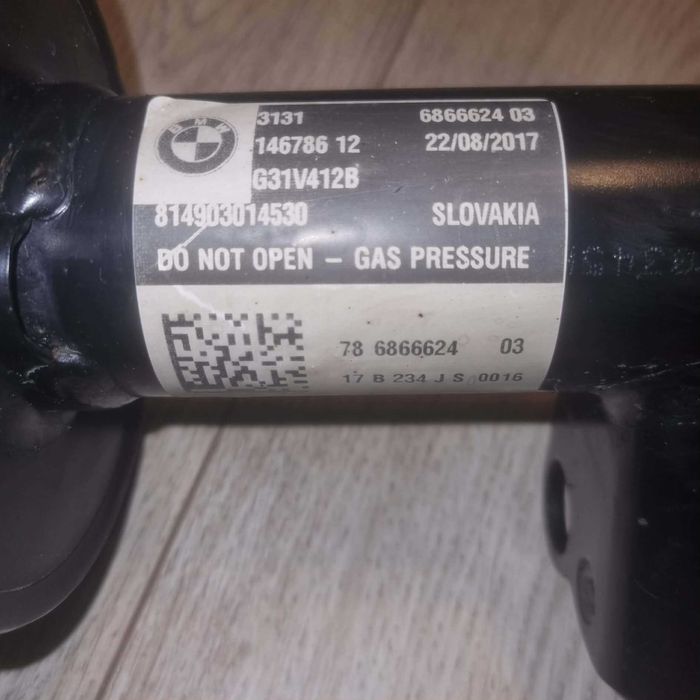 BMW
3131 6866624 03
146786 12 22/08/2017
G31V412B
814903014530 SLOVAKIA
DO NOT OPEN – GAS PRESSURE
78 6866624 03
17 B 234 J S 0016